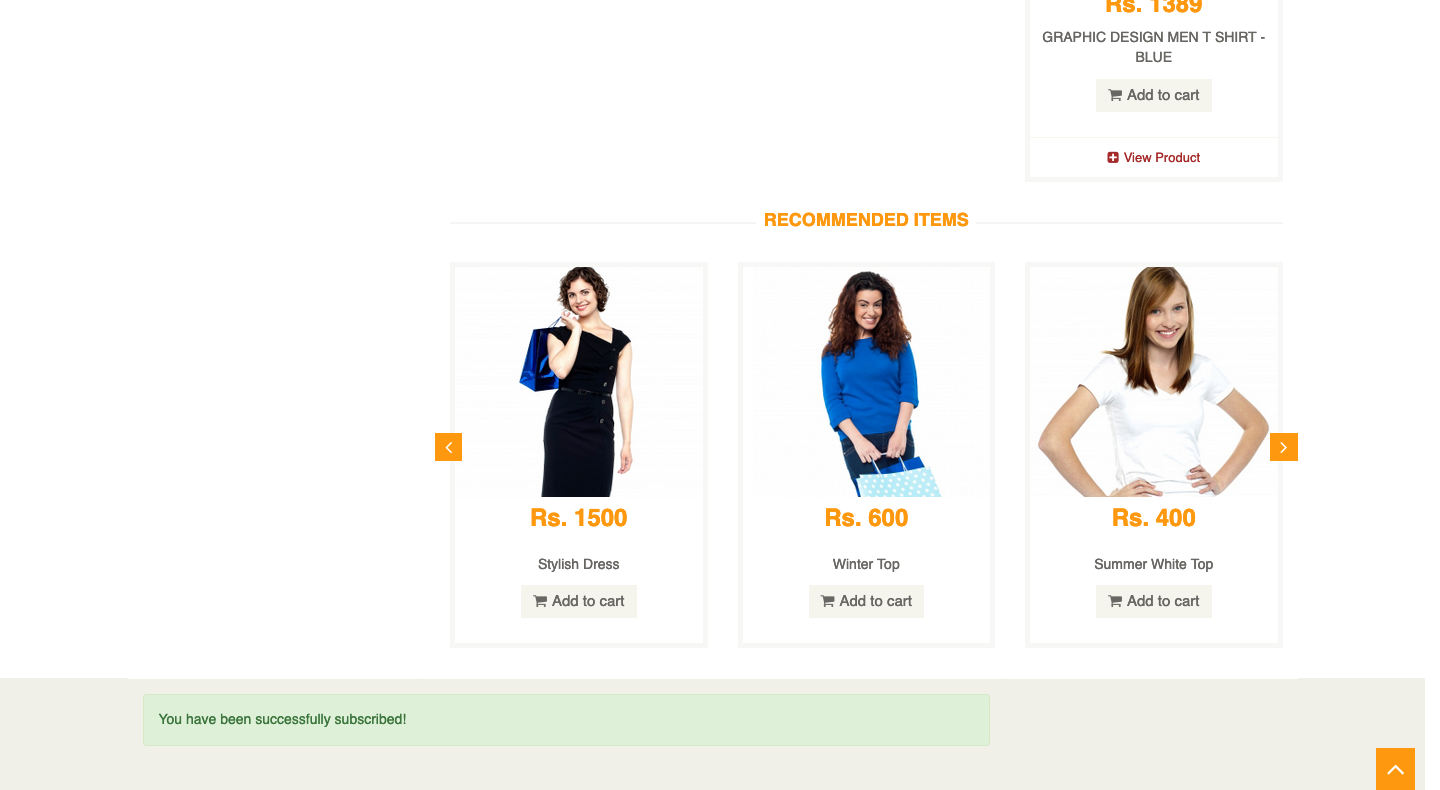 Rs. 1389
GRAPHIC DESIGN MEN T SHIRT -
BLUE
Add to cart
View Product
RECOMMENDED ITEMS
Rs. 1500
Rs. 600
Rs. 400
Stylish Dress
Winter Top
Summer White Top
Add to cart
Add to cart
Add to cart
You have been successfully subscribed!